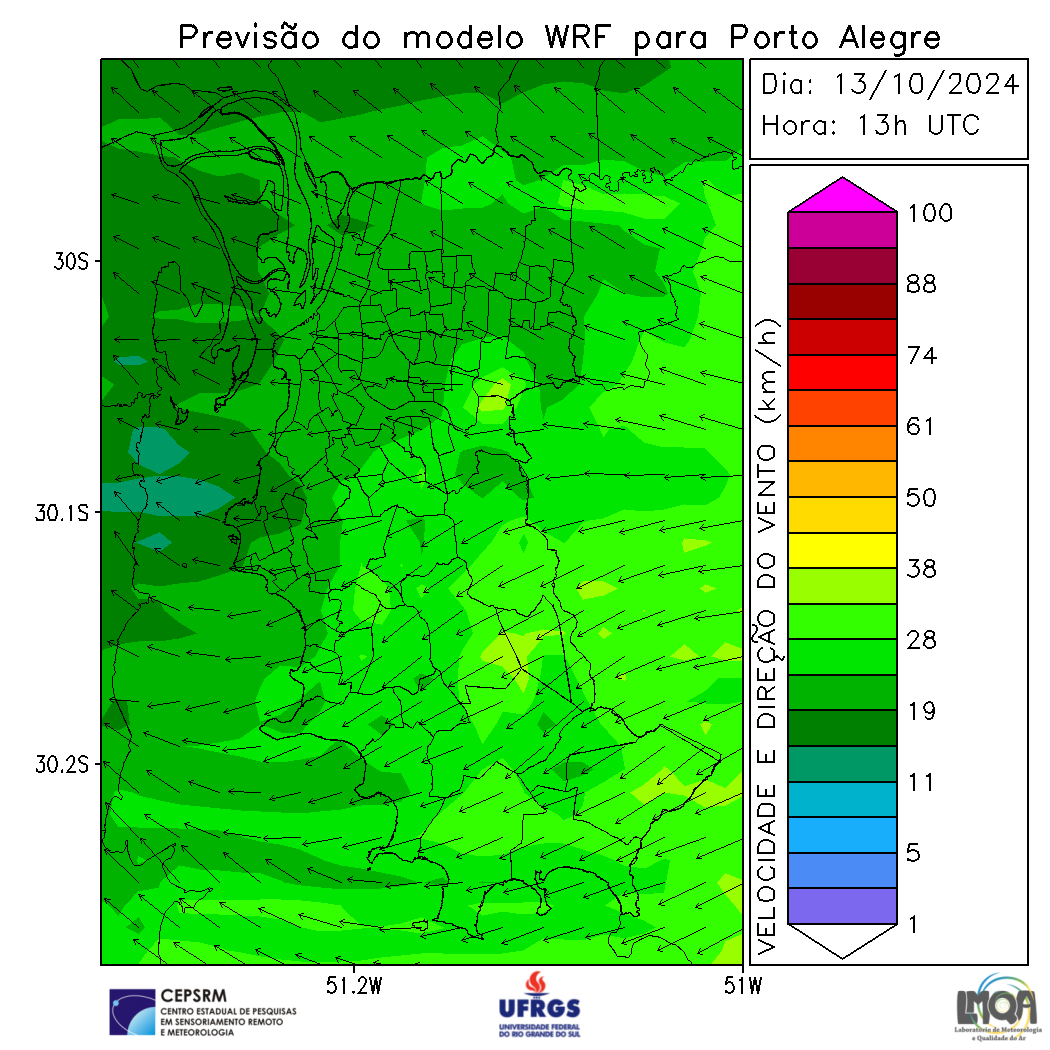 Previsão do modelo WRF para Porto Alegre
Dia: 13/10/2024
Hora: 13h UTC
30S
30.1S
30.2S
51.2W
51W
VELOCIDADE E DIREÇÃO DO VENTO (km/h)
100
88
74
61
50
38
28
19
11
5
1
CEPSRM
CENTRO ESTADUAL DE PESQUISAS
EM SENSORIAMENTO REMOTO
E METEOROLOGIA
UFRGS
UNIVERSIDADE FEDERAL
DO RIO GRANDE DO SUL
LMQA
Laboratório de Meteorologia
e Qualidade do Ar